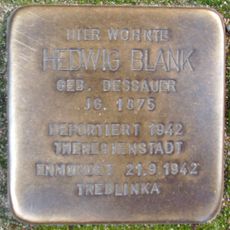 HIER WOHNTE
HEDWIG BLANK
GEB. DESSAUER
JG. 1875
DEPORTIERT 1942
THERESIENSTADT
ERMORDET 21.9.1942
TREBLINKA